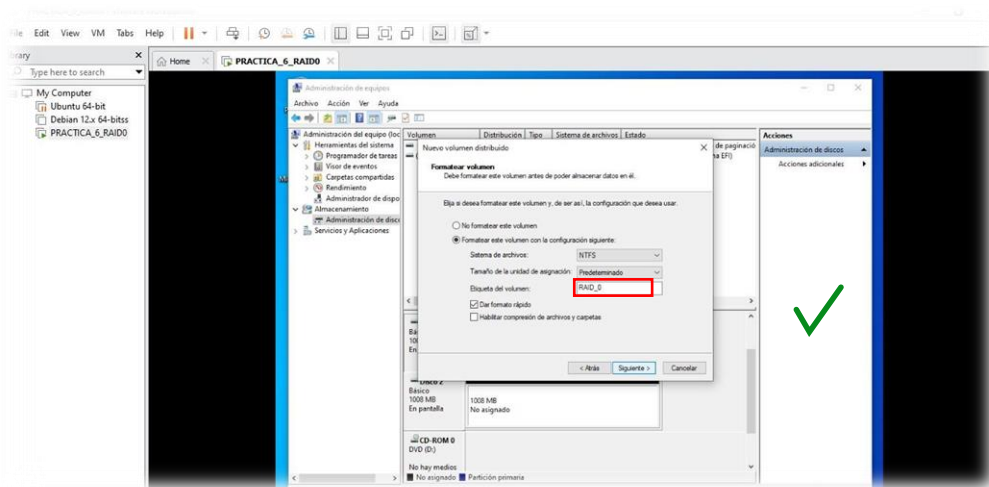 Edit View VM Tabs Help
Type here to search
My Computer
Ubuntu 64-bit
Debian 12.x 64-bitss
PRACTICA_6_RAID0
Home
PRACTICA_6_RAID0
Administración de equipos
Archivo Acción Ver Ayuda
Administración del equipo (loc
Herramientas del sistema
Programador de tareas
Visor de eventos
Carpetas compartidas
Rendimiento
Administrador de dispo
Almacenamiento
Administración de disco
Servicios y Aplicaciones
Volumen Distribución Tipo Sistema de archivos Estado
de paginació
a EFI)
Nuevo volumen distribuido
Formatear volumen
Debe formatear este volumen antes de poder almacenar datos en él.
Elija si desea formatear este volumen y, de ser así, la configuración que desea usar.
No formatear este volumen
Formatear este volumen con la configuración siguiente:
Sistema de archivos: NTFS
Tamaño de la unidad de asignación: Predeterminado
Etiqueta del volumen: RAID_0
Dar formato rápido
Habilitar compresión de archivos y carpetas
< Atrás Siguiente > Cancelar
Disco 2
Básico
1008 MB
En pantalla
1008 MB
No asignado
CD-ROM 0
DVD (D:)
No hay medios
No asignado Partición primaria
Acciones
Administración de discos
Acciones adicionales